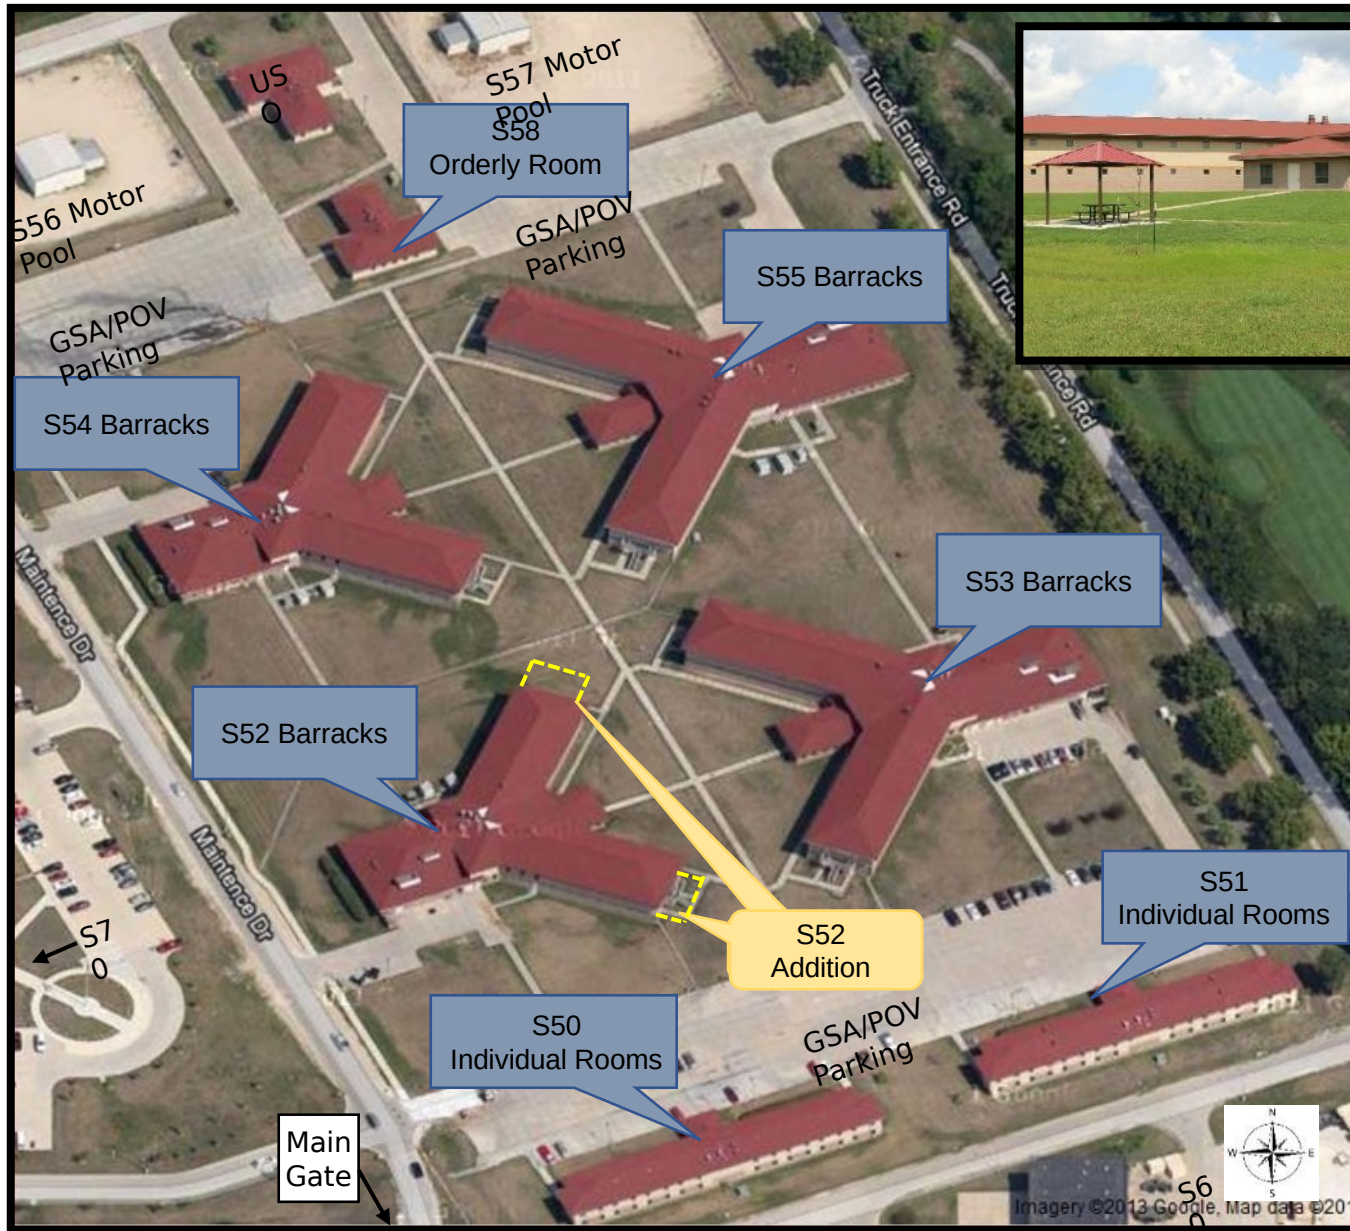 US
O
S57 Motor
Pool
S58
Orderly Room
Truck Entrance Rd
S56 Motor
Pool
GSA/POV
Parking
S55 Barracks
GSA/POV
Parking
S54 Barracks
Maintence Dr
S53 Barracks
S52 Barracks
Maintence Dr
S7
0
S52
Addition
S51
Individual Rooms
S50
Individual Rooms
GSA/POV
Parking
Main
Gate
N
W
E
S
S6
0
Imagery ©2013 Google, Map data ©201